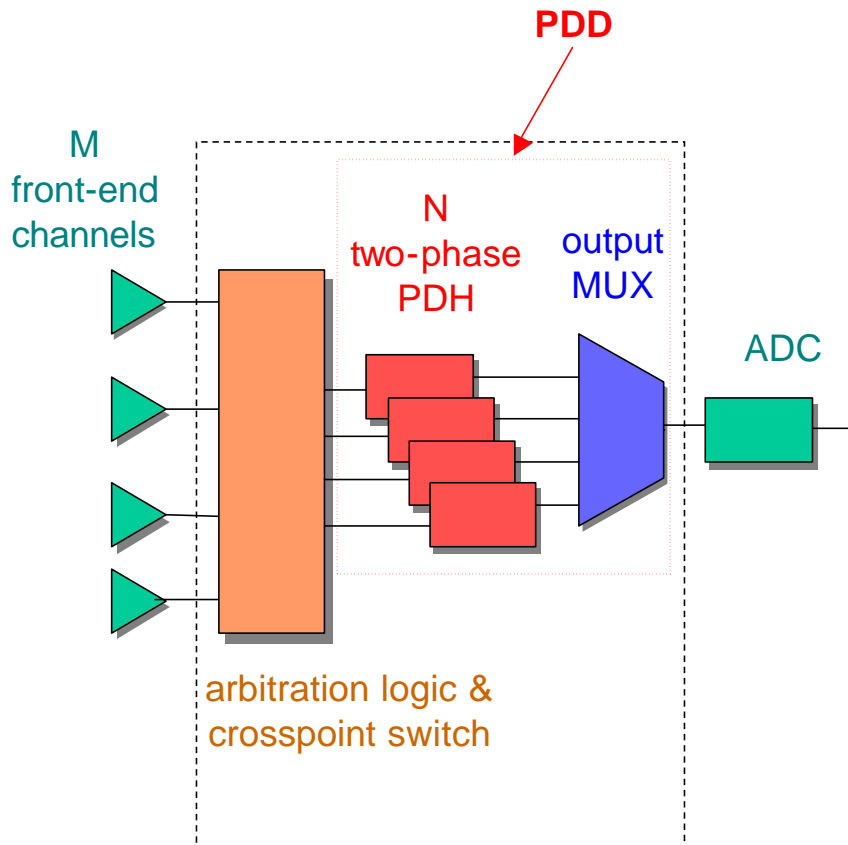 PDD
M
front-end
channels
N
two-phase
PDH
output
MUX
ADC
arbitration logic &
crosspoint switch